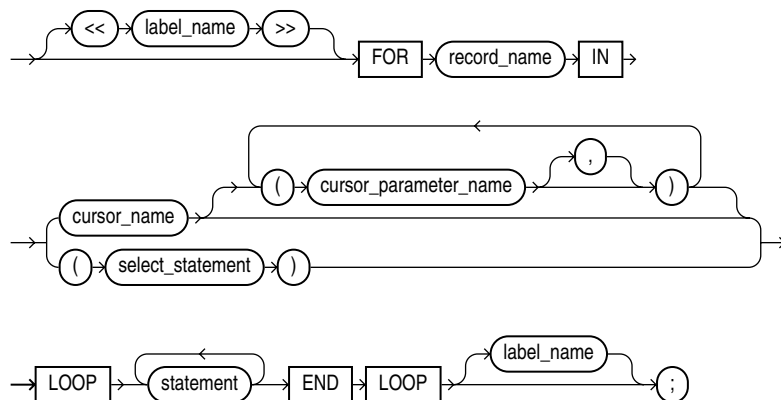 << label_name >>
FOR record_name IN
( cursor_parameter_name , )
cursor_name
( select_statement )
label_name
LOOP statement END LOOP ;